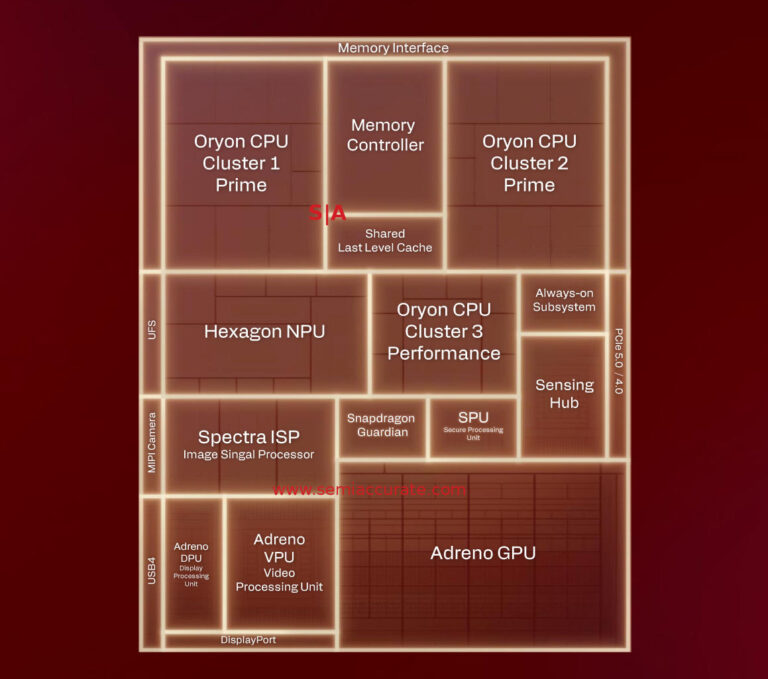 Memory Interface
Oryon CPU
Cluster 1
Prime
Memory
Controller
Oryon CPU
Cluster 2
Prime
S|A
Shared
Last Level Cache
UFS
Hexagon NPU
Oryon CPU
Cluster 3
Performance
Always-on
Subsystem
PCIe 5.0 / 4.0
Sensing
Hub
MIPI Camera
Spectra ISP
Image Singal Processor
Snapdragon
Guardian
SPU
Secure Processing
Unit
www.semiaccurate.com
USB4
Adreno
DPU
Display
Processing
Unit
Adreno
VPU
Video
Processing Unit
Adreno GPU
DisplayPort